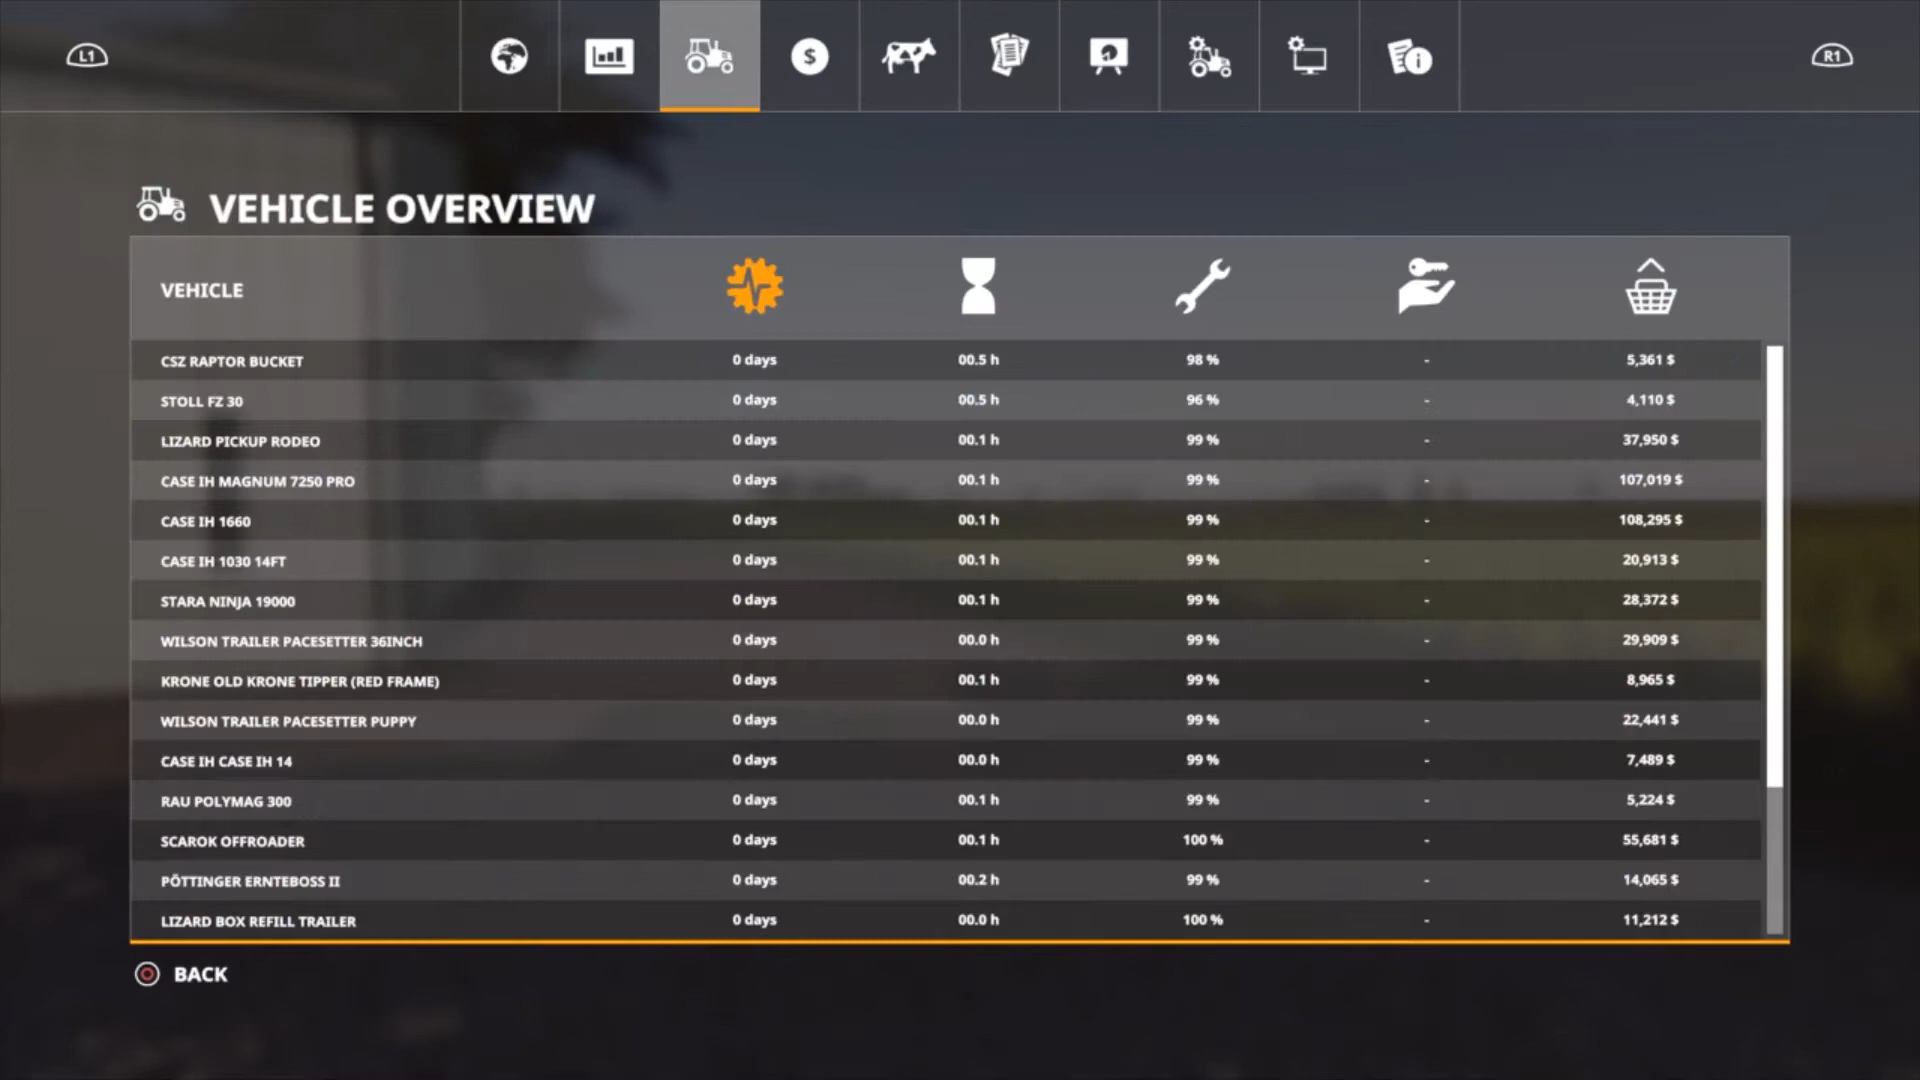 L1
$
i
R1
VEHICLE OVERVIEW
VEHICLE
CSZ RAPTOR BUCKET 0 days 00.5 h 98 % - 5,361 $
STOLL FZ 30 0 days 00.5 h 96 % - 4,110 $
LIZARD PICKUP RODEO 0 days 00.1 h 99 % - 37,950 $
CASE IH MAGNUM 7250 PRO 0 days 00.1 h 99 % - 107,019 $
CASE IH 1660 0 days 00.1 h 99 % - 108,295 $
CASE IH 1030 14FT 0 days 00.1 h 99 % - 20,913 $
STARA NINJA 19000 0 days 00.1 h 99 % - 28,372 $
WILSON TRAILER PACESETTER 36INCH 0 days 00.0 h 99 % - 29,909 $
KRONE OLD KRONE TIPPER (RED FRAME) 0 days 00.1 h 99 % - 8,965 $
WILSON TRAILER PACESETTER PUPPY 0 days 00.0 h 99 % - 22,441 $
CASE IH CASE IH 14 0 days 00.0 h 99 % - 7,489 $
RAU POLYMAG 300 0 days 00.1 h 99 % - 5,224 $
SCAROK OFFROADER 0 days 00.1 h 100 % - 55,681 $
PÖTTINGER ERNTEBOSS II 0 days 00.2 h 99 % - 14,065 $
LIZARD BOX REFILL TRAILER 0 days 00.0 h 100 % - 11,212 $
BACK